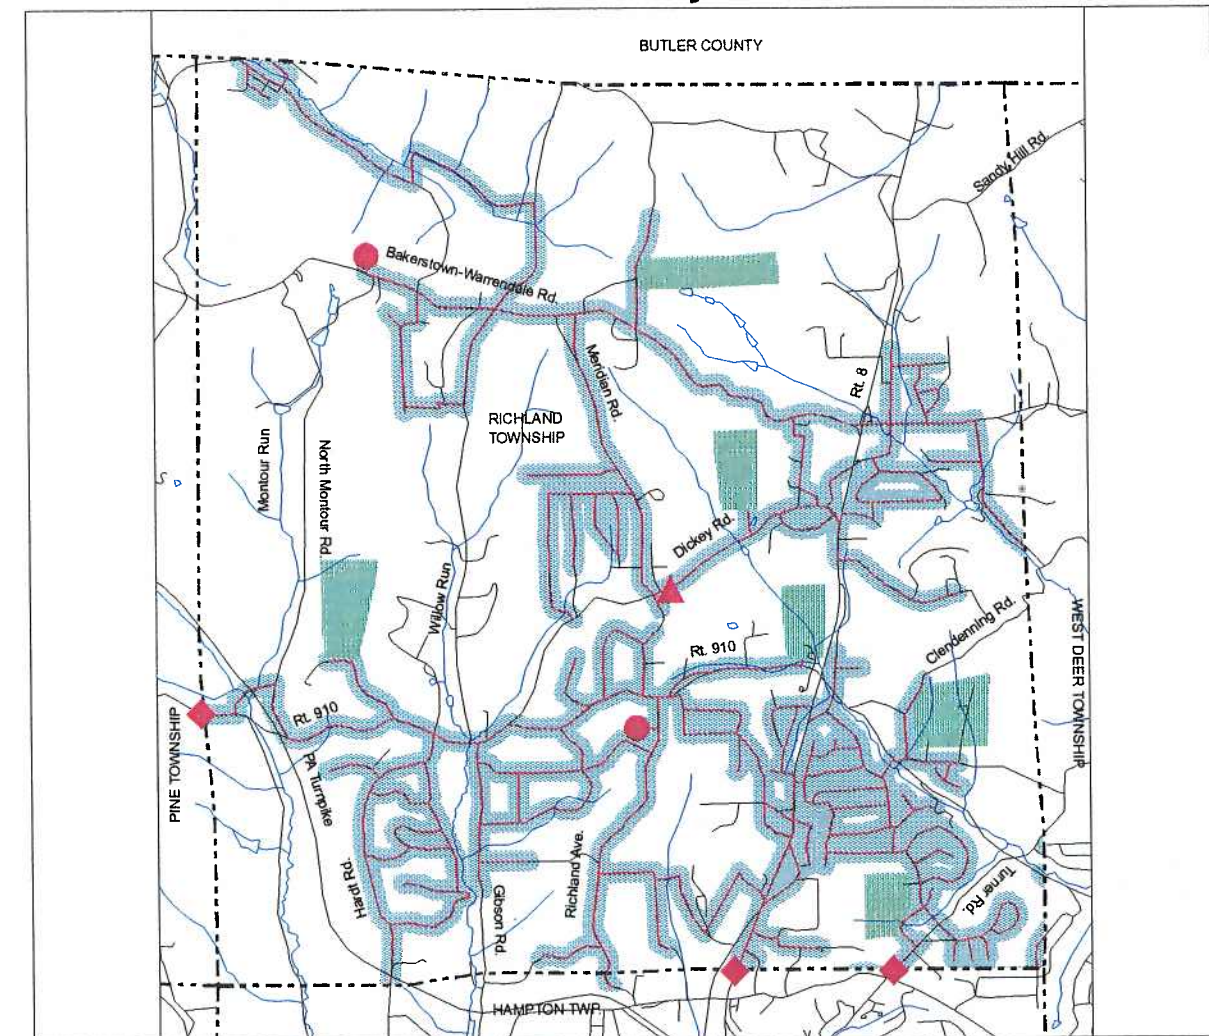 BUTLER COUNTY
Sandy Hill Rd.
Bakerstown-Warrendale Rd.
Meridian Rd.
Rt. 8
RICHLAND
TOWNSHIP
Montour Run
North Montour Rd.
Dickey Rd.
Willow Run
Clendenning Rd.
WEST DEER TOWNSHIP
Rt. 910
Rt. 910
PINE TOWNSHIP
PA Turnpike
Hardt Rd.
Gibson Rd.
Richland Ave.
Turner Rd.
HAMPTON TWP.